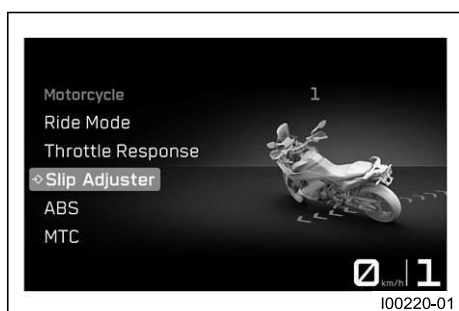 Motorcycle 1
Ride Mode
Throttle Response
Slip Adjuster
ABS
MTC
0 km/h 1
I00220-01